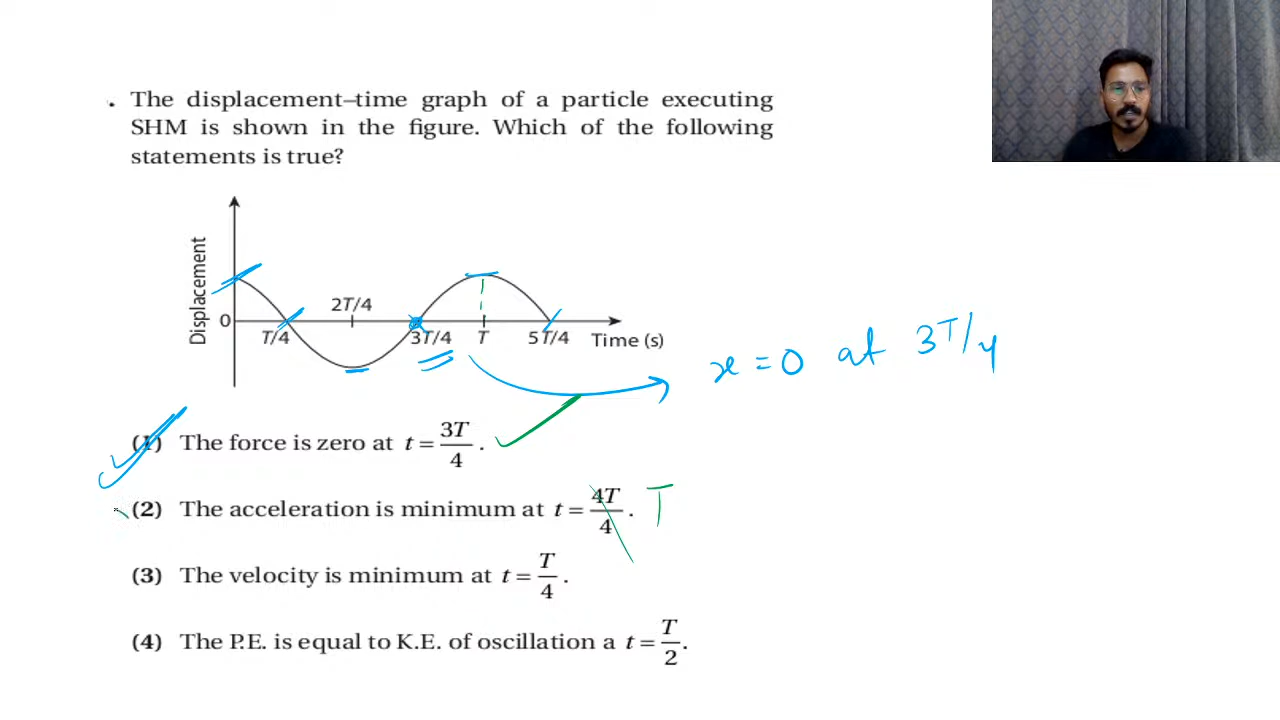 . The displacement–time graph of a particle executing
SHM is shown in the figure. Which of the following
statements is true?
Displacement
0
T/4
2T/4
3T/4
T
5T/4
Time (s)
x = 0 at 3T/4
(1) The force is zero at t = 3T/4 .
(2) The acceleration is minimum at t = 4T/4 . T
(3) The velocity is minimum at t = T/4 .
(4) The P.E. is equal to K.E. of oscillation a t = T/2 .